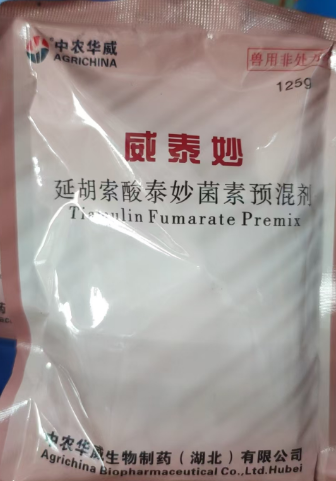 中农华威
AGRICHINA
兽用非处方
125g
威泰妙
延胡索酸泰妙菌素预混剂
Tiamulin Fumarate Premix
中农华威生物制药（湖北）有限公司
Agrichina Biopharmaceutical Co.,Ltd.Hubei